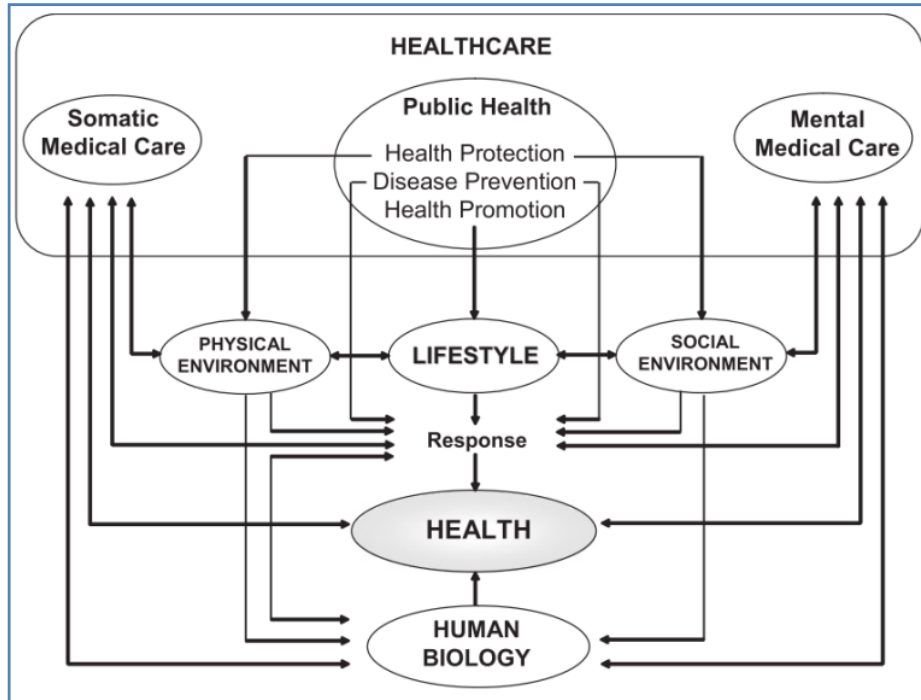 HEALTHCARE
Somatic
Medical Care
Public Health
Health Protection
Disease Prevention
Health Promotion
Mental
Medical Care
PHYSICAL
ENVIRONMENT
LIFESTYLE
SOCIAL
ENVIRONMENT
Response
HEALTH
HUMAN
BIOLOGY